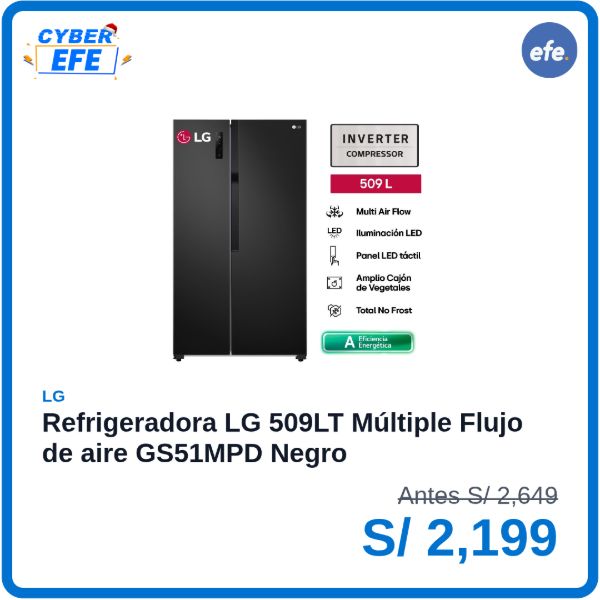 CYBER
EFE
efe.
LG
INVERTER
COMPRESSOR
509 L
Multi Air Flow
LED
Iluminación LED
Panel LED táctil
Amplio Cajón
de Vegetales
Total No Frost
A Eficiencia
Energética
LG
Refrigeradora LG 509LT Múltiple Flujo
de aire GS51MPD Negro
Antes S/ 2,649
S/ 2,199